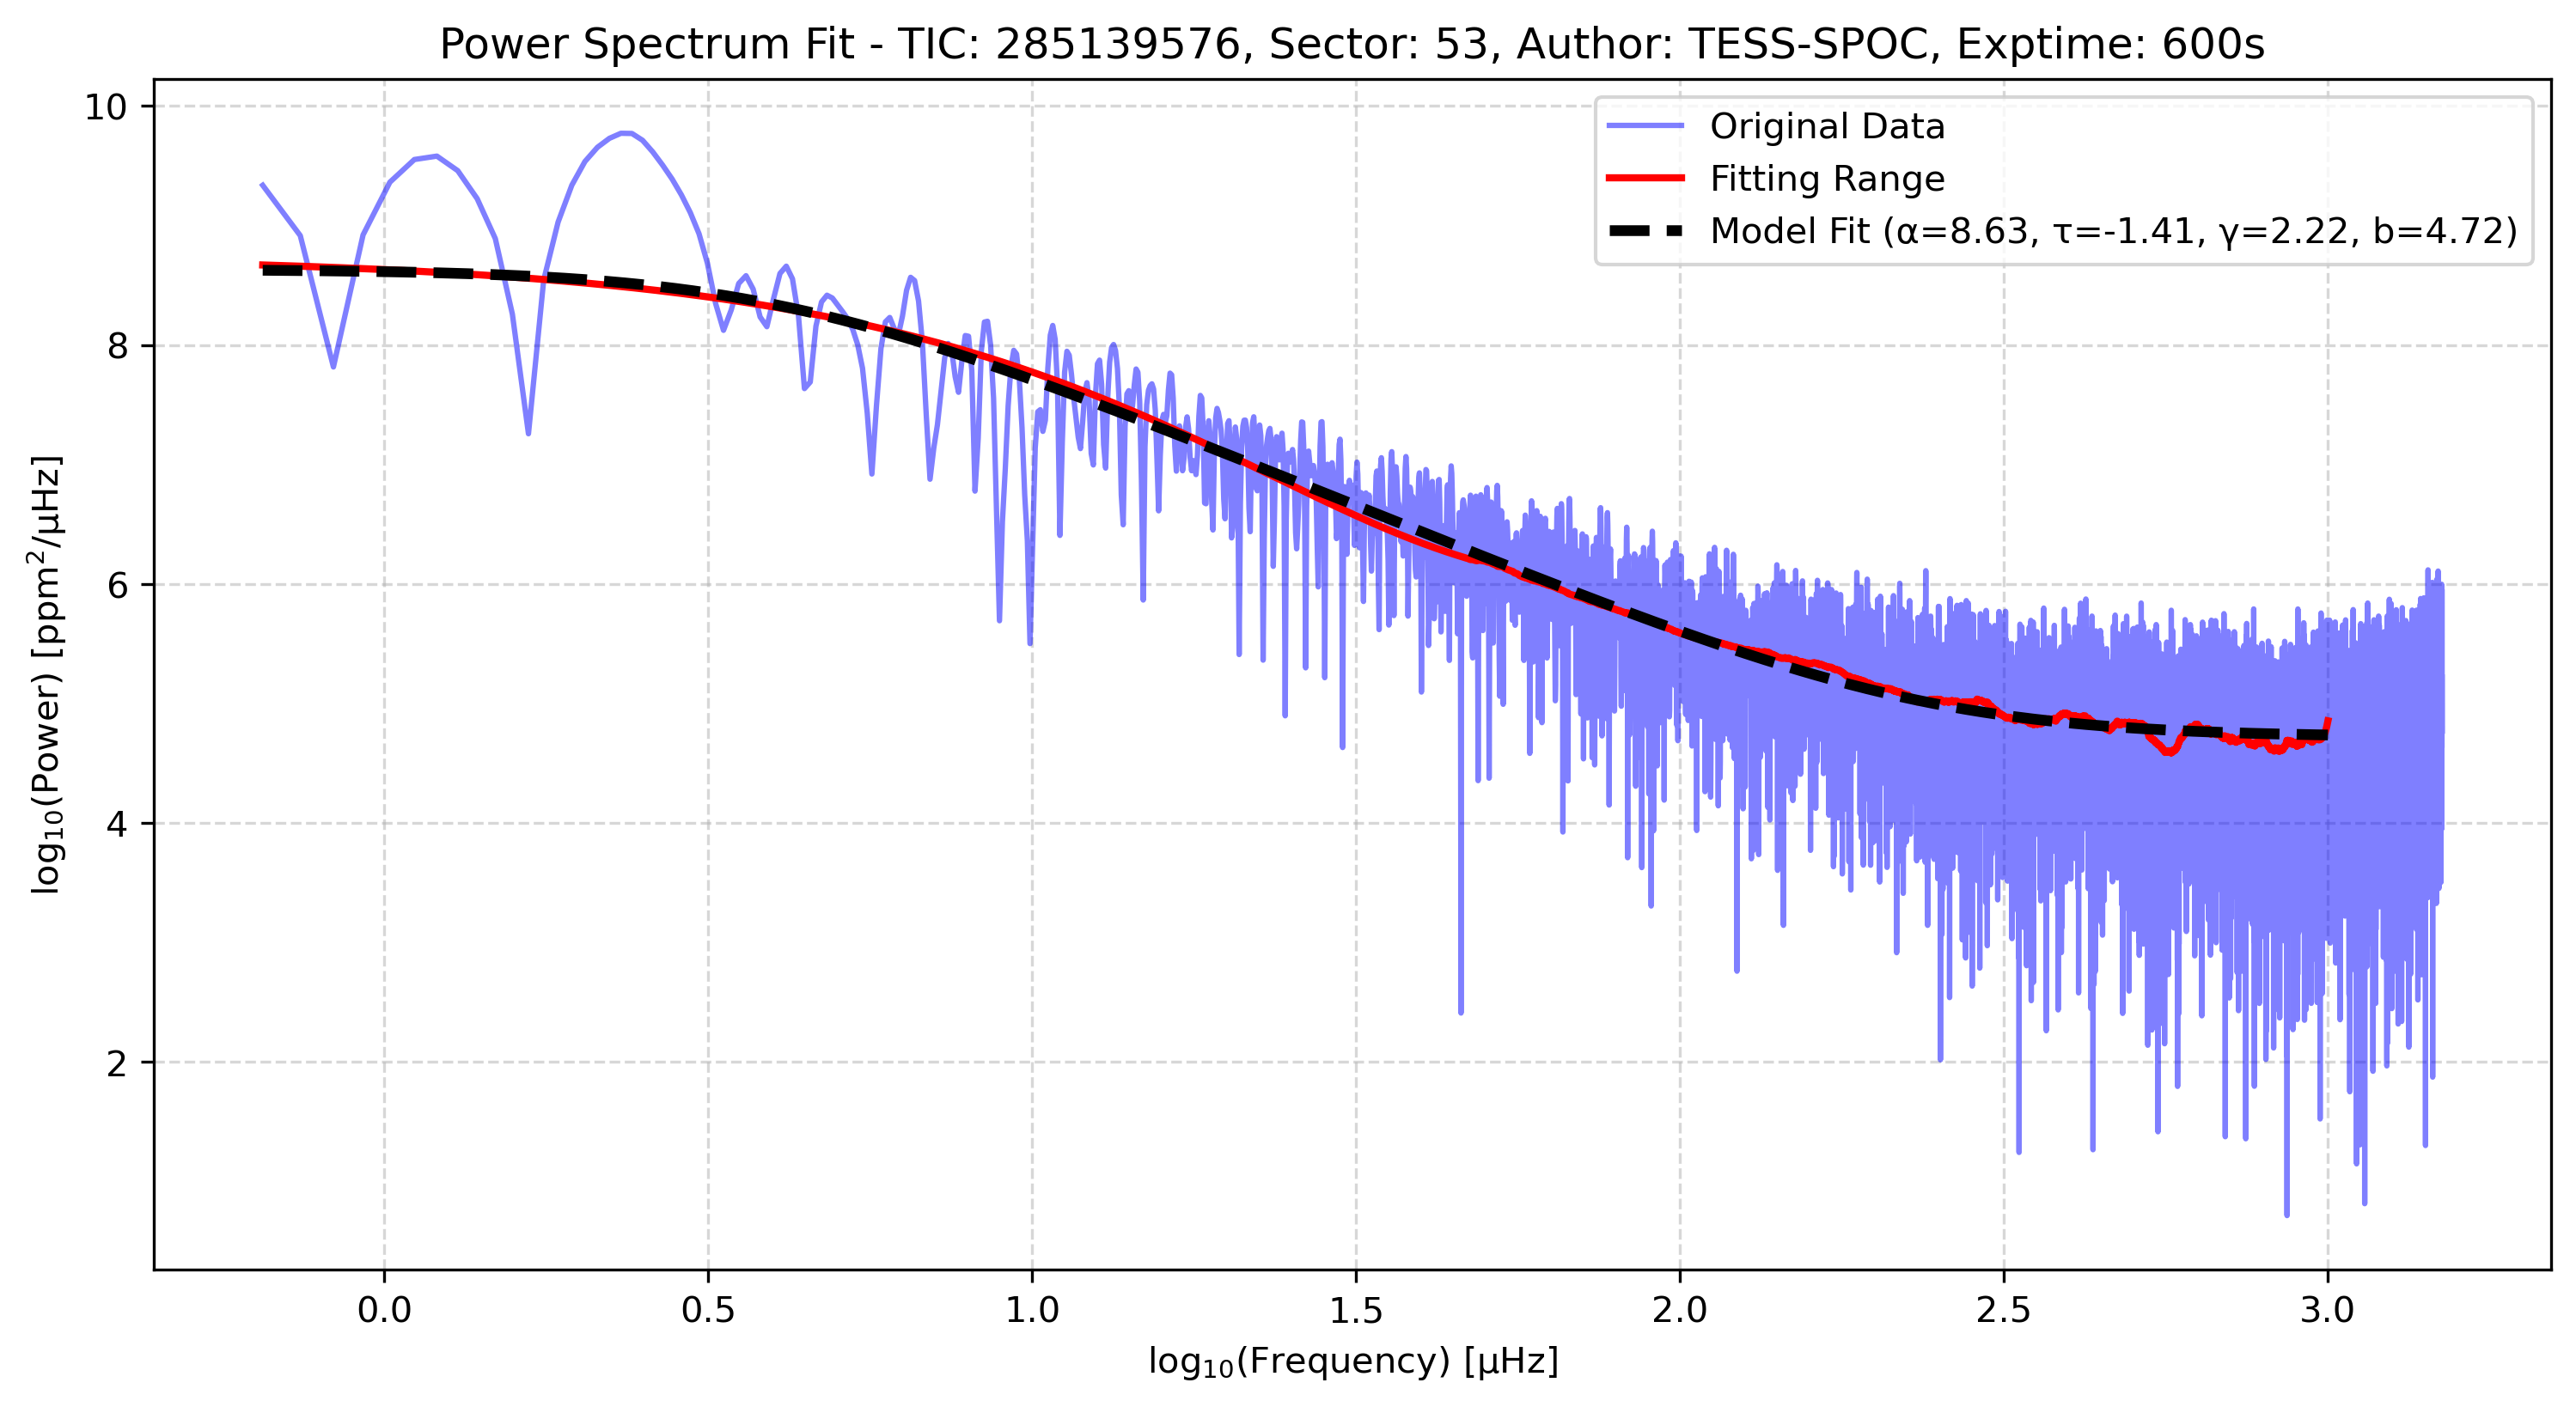 Power Spectrum Fit - TIC: 285139576, Sector: 53, Author: TESS-SPOC, Exptime: 600s
Original Data
Fitting Range
Model Fit (α=8.63, τ=-1.41, γ=2.22, b=4.72)
log₁₀(Power) [ppm²/μHz]
10
8
6
4
2
0.0 0.5 1.0 1.5 2.0 2.5 3.0
log₁₀(Frequency) [μHz]